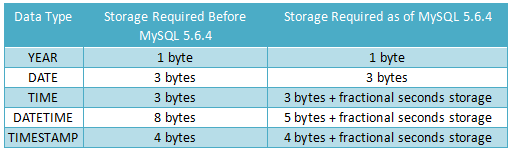 Data Type Storage Required Before MySQL 5.6.4 Storage Required as of MySQL 5.6.4
YEAR 1 byte 1 byte
DATE 3 bytes 3 bytes
TIME 3 bytes 3 bytes + fractional seconds storage
DATETIME 8 bytes 5 bytes + fractional seconds storage
TIMESTAMP 4 bytes 4 bytes + fractional seconds storage